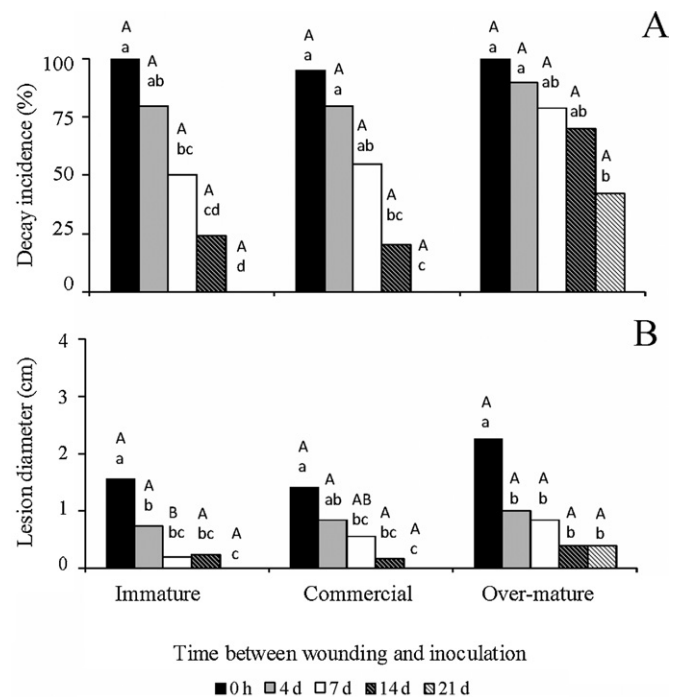 A
A A A
a a a
A A A
ab a a
A A A
bc ab ab
A A A
cd bc ab
A A A
d c b
100
75
50
25
0
Decay incidence (%)
B
4
3
2
1
0
Lesion diameter (cm)
A A A
a a a
A A A
b ab b
B AB A
bc bc b
A A A
bc bc b
A A A
c c b
Immature Commercial Over-mature
Time between wounding and inoculation
0 h 4 d 7 d 14 d 21 d